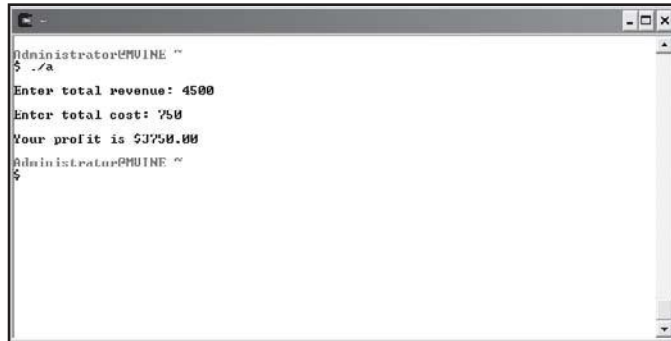 ~
Administrator@MVINE ~
$ ./a
Enter total revenue: 4500
Enter total cost: 750
Your profit is $3750.00
Administrator@MVINE ~
$